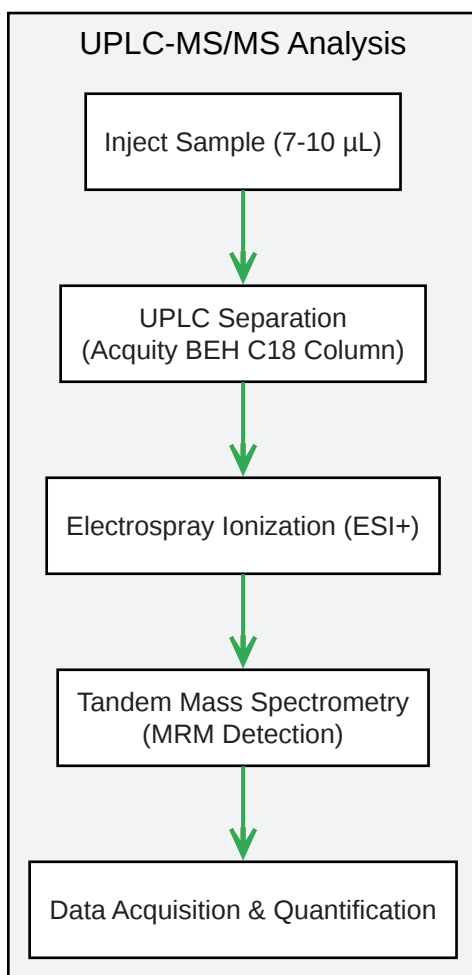 UPLC-MS/MS Analysis
Inject Sample (7-10 µL)
UPLC Separation
(Acquity BEH C18 Column)
Electrospray Ionization (ESI+)
Tandem Mass Spectrometry
(MRM Detection)
Data Acquisition & Quantification